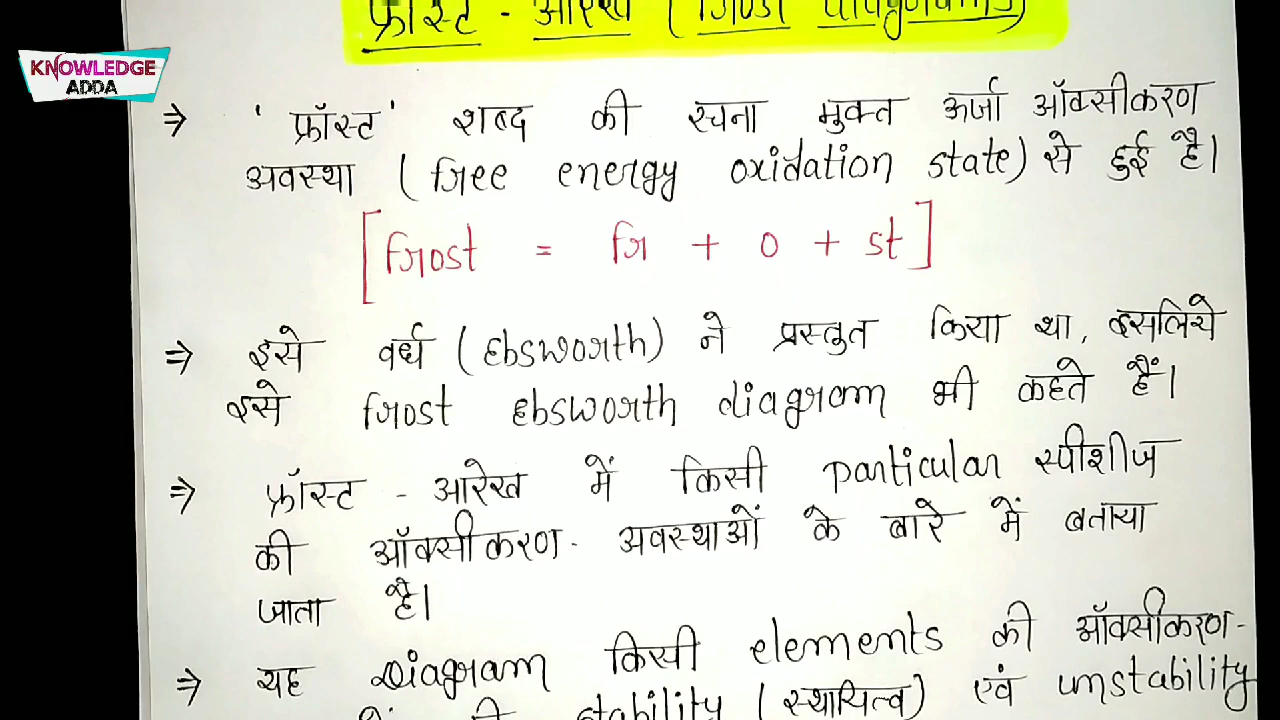 KNOWLEDGE
ADDA
फ्रॉस्ट - आरेख (Frost Diagrams)
⇒ 'फ्रॉस्ट' शब्द की रचना मुक्त ऊर्जा ऑक्सीकरण
अवस्था (free energy oxidation state) से हुई है।
[frost = fr + o + st]
⇒ इसे वर्थ (Ebsworth) ने प्रस्तुत किया था, इसलिये
इसे frost Ebsworth diagram भी कहते हैं।
⇒ फ्रॉस्ट - आरेख में किसी particular स्पीशीज
की ऑक्सीकरण - अवस्थाओं के बारे में बताया
जाता है।
⇒ यह Diagram किसी elements की ऑक्सीकरण-
stability (स्थायित्व) एवं unstability